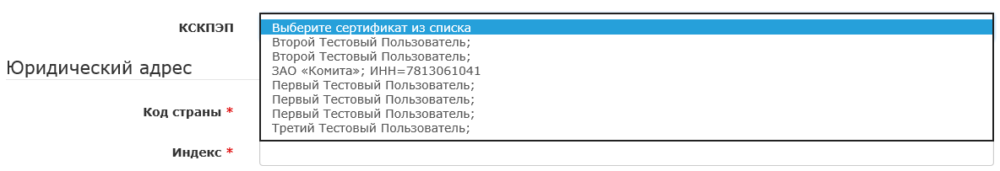 КСКПЭП
Выберите сертификат из списка
Второй Тестовый Пользователь;
Второй Тестовый Пользователь;
ЗАО «Комита»; ИНН=7813061041
Первый Тестовый Пользователь;
Первый Тестовый Пользователь;
Первый Тестовый Пользователь;
Третий Тестовый Пользователь;
Юридический адрес
Код страны *
Индекс *